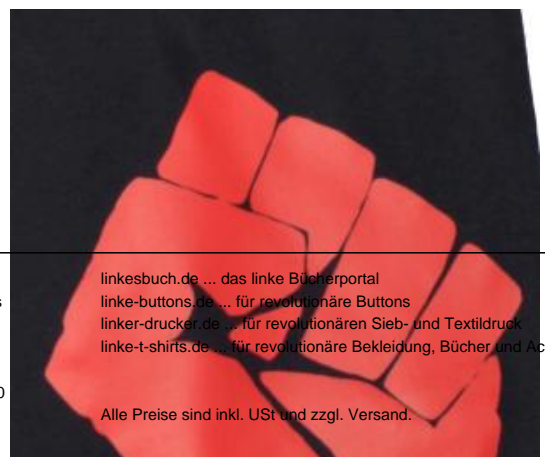 linkesbuch.de ... das linke Bücherportal
linke-buttons.de ... für revolutionäre Buttons
linker-drucker.de ... für revolutionären Sieb- und Textildruck
linke-t-shirts.de ... für revolutionäre Bekleidung, Bücher und Ac
Alle Preise sind inkl. USt und zzgl. Versand.